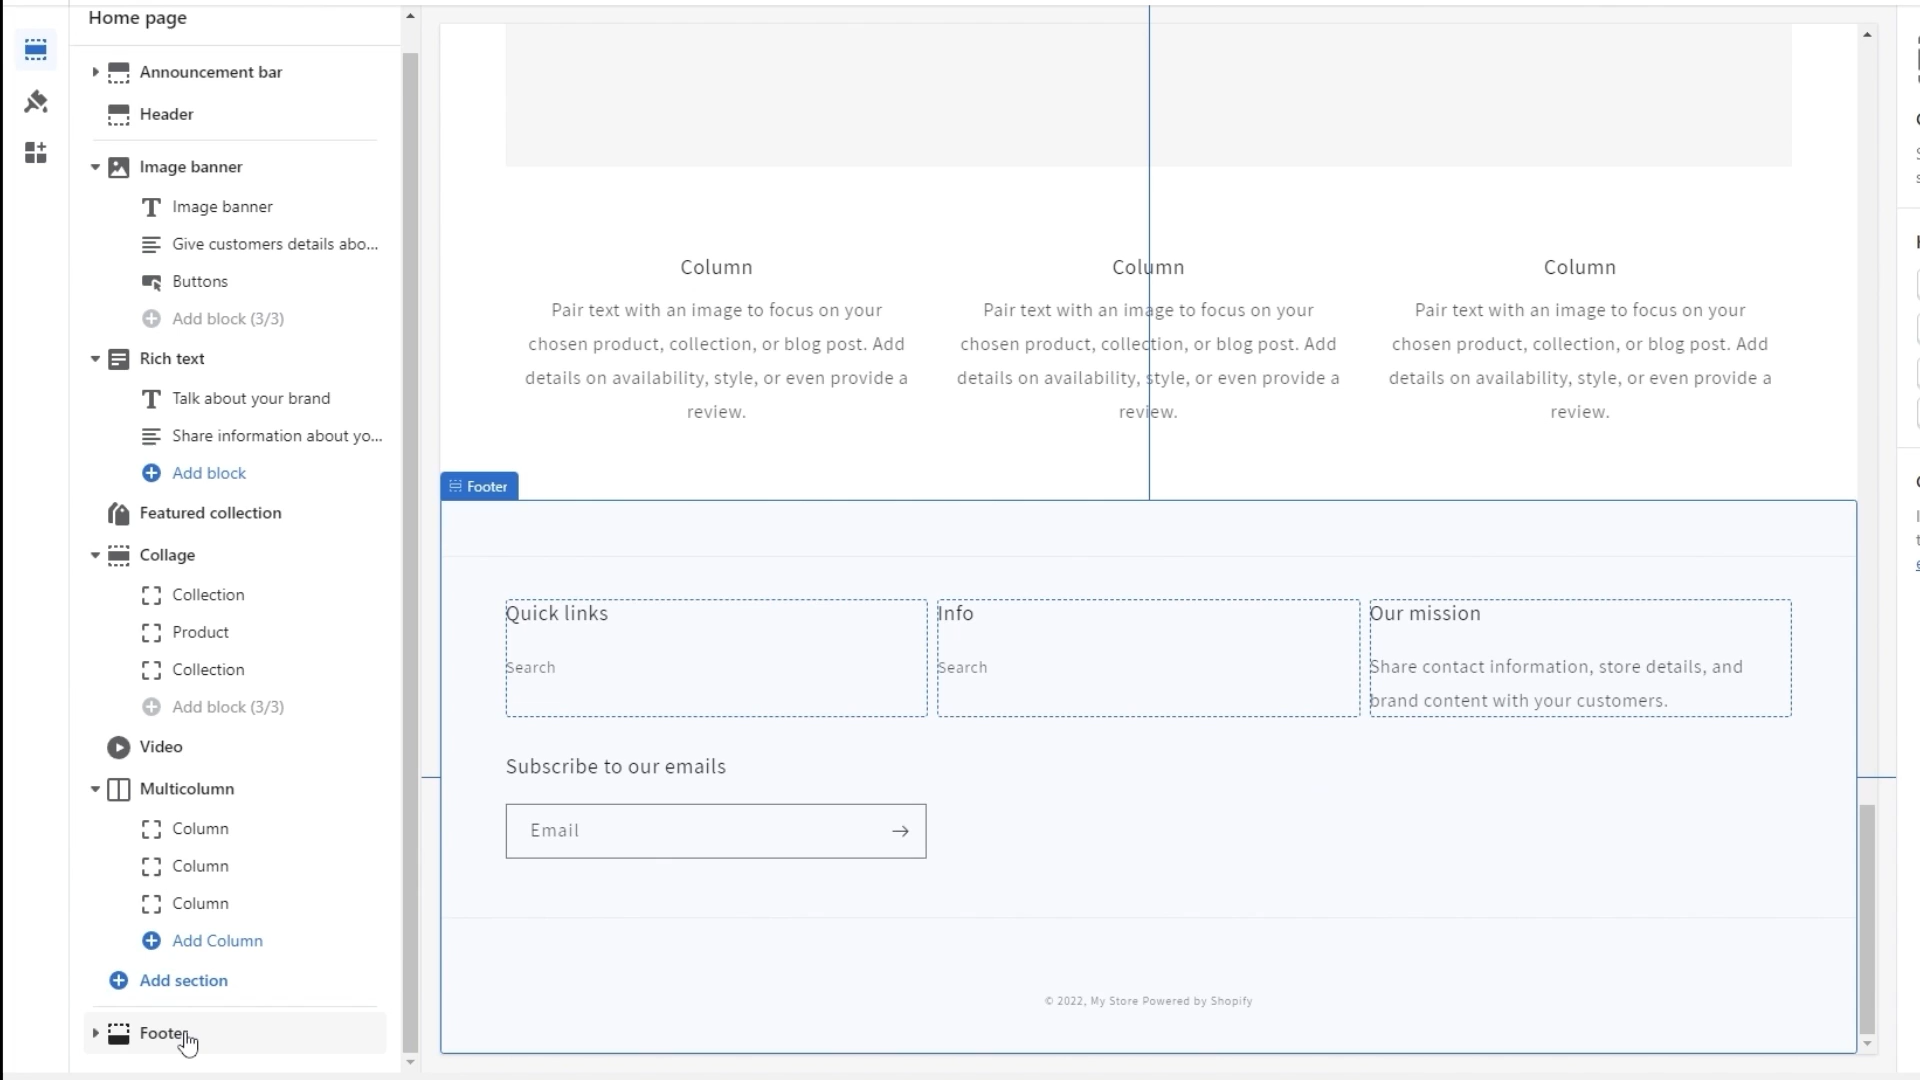 Home page
Announcement bar
Header
Image banner
Image banner
Give customers details abo...
Buttons
Add block (3/3)
Rich text
Talk about your brand
Share information about yo...
Add block
Featured collection
Collage
Collection
Product
Collection
Add block (3/3)
Video
Multicolumn
Column
Column
Column
Add Column
Add section
Footer
Column
Pair text with an image to focus on your
chosen product, collection, or blog post. Add
details on availability, style, or even provide a
review.
Column
Pair text with an image to focus on your
chosen product, collection, or blog post. Add
details on availability, style, or even provide a
review.
Column
Pair text with an image to focus on your
chosen product, collection, or blog post. Add
details on availability, style, or even provide a
review.
Footer
Quick links
Search
Info
Search
Our mission
Share contact information, store details, and
brand content with your customers.
Subscribe to our emails
Email
© 2022, My Store Powered by Shopify